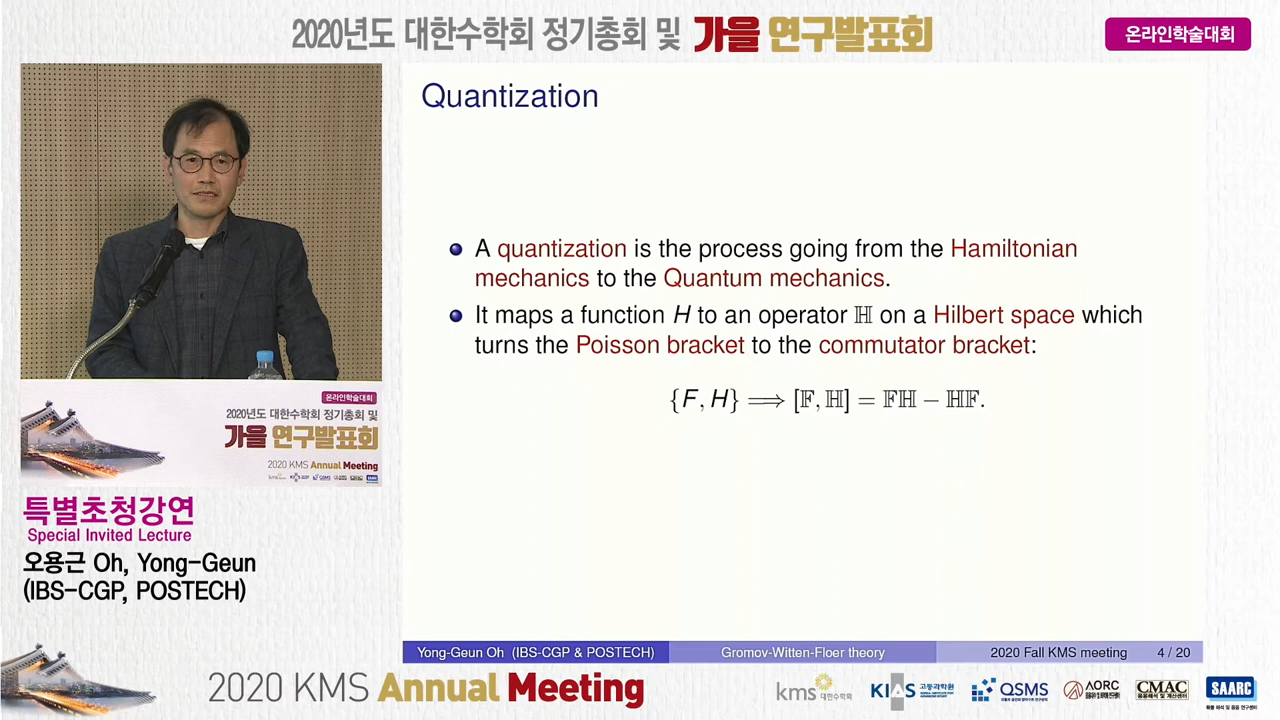 2020년도 대한수학회 정기총회 및 가을 연구발표회
온라인학술대회
Quantization
A quantization is the process going from the Hamiltonian
mechanics to the Quantum mechanics.
It maps a function H to an operator ℍ on a Hilbert space which
turns the Poisson bracket to the commutator bracket:
{F, H} ⟹ [𝔽, ℍ] = 𝔽ℍ − ℍ𝔽.
온라인학술대회
2020년도 대한수학회 정기총회 및
가을 연구발표회
2020 KMS Annual Meeting
특별초청강연
Special Invited Lecture
오용근 Oh, Yong-Geun
(IBS-CGP, POSTECH)
Yong-Geun Oh (IBS-CGP & POSTECH)
Gromov-Witten-Floer theory
2020 Fall KMS meeting
4 / 20
2020 KMS Annual Meeting
kms 대한수학회
KIAS 고등과학원
QSMS
AORC
CMAC
SAARC